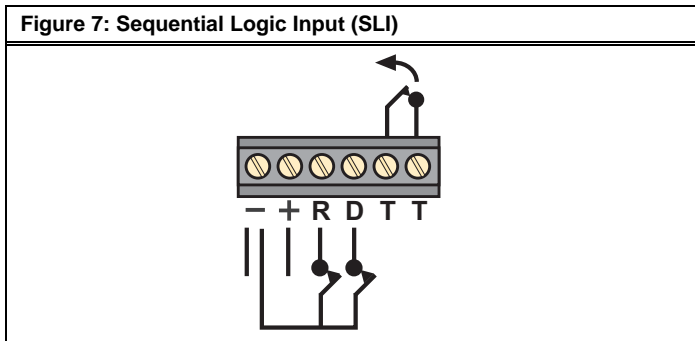 Figure 7: Sequential Logic Input (SLI)
− + R D T T